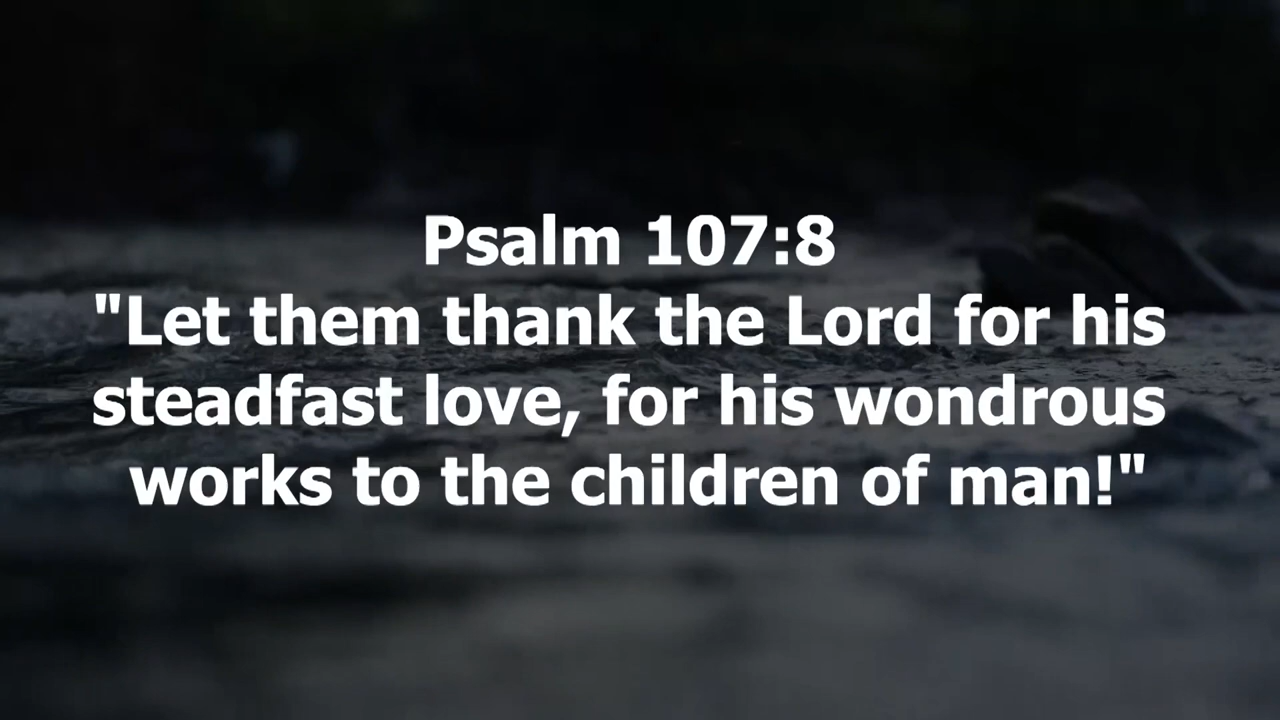 Psalm 107:8
"Let them thank the Lord for his
steadfast love, for his wondrous
works to the children of man!"